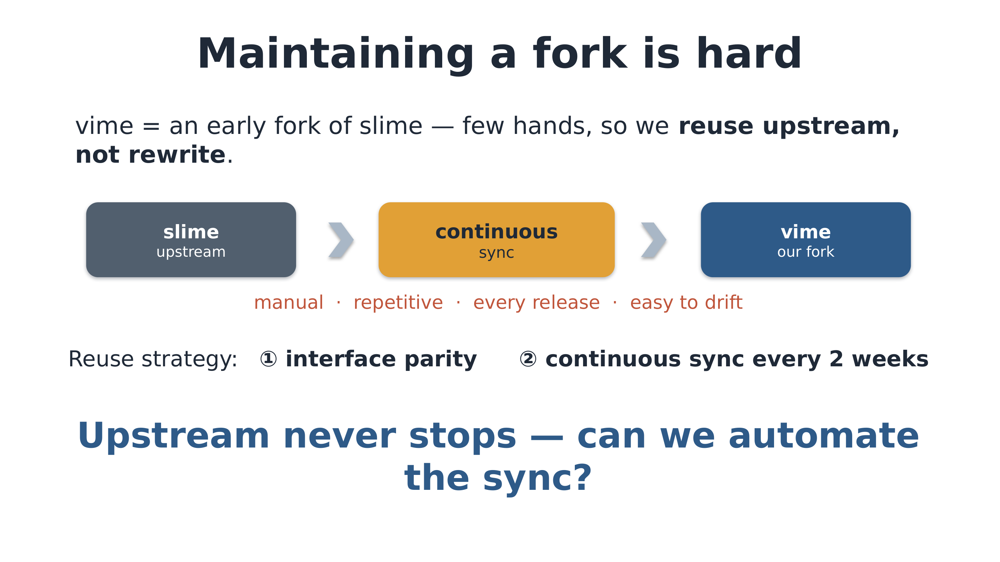 Maintaining a fork is hard
vime = an early fork of slime — few hands, so we reuse upstream,
not rewrite.
slime
upstream
continuous
sync
vime
our fork
manual · repetitive · every release · easy to drift
Reuse strategy: ① interface parity ② continuous sync every 2 weeks
Upstream never stops — can we automate
the sync?